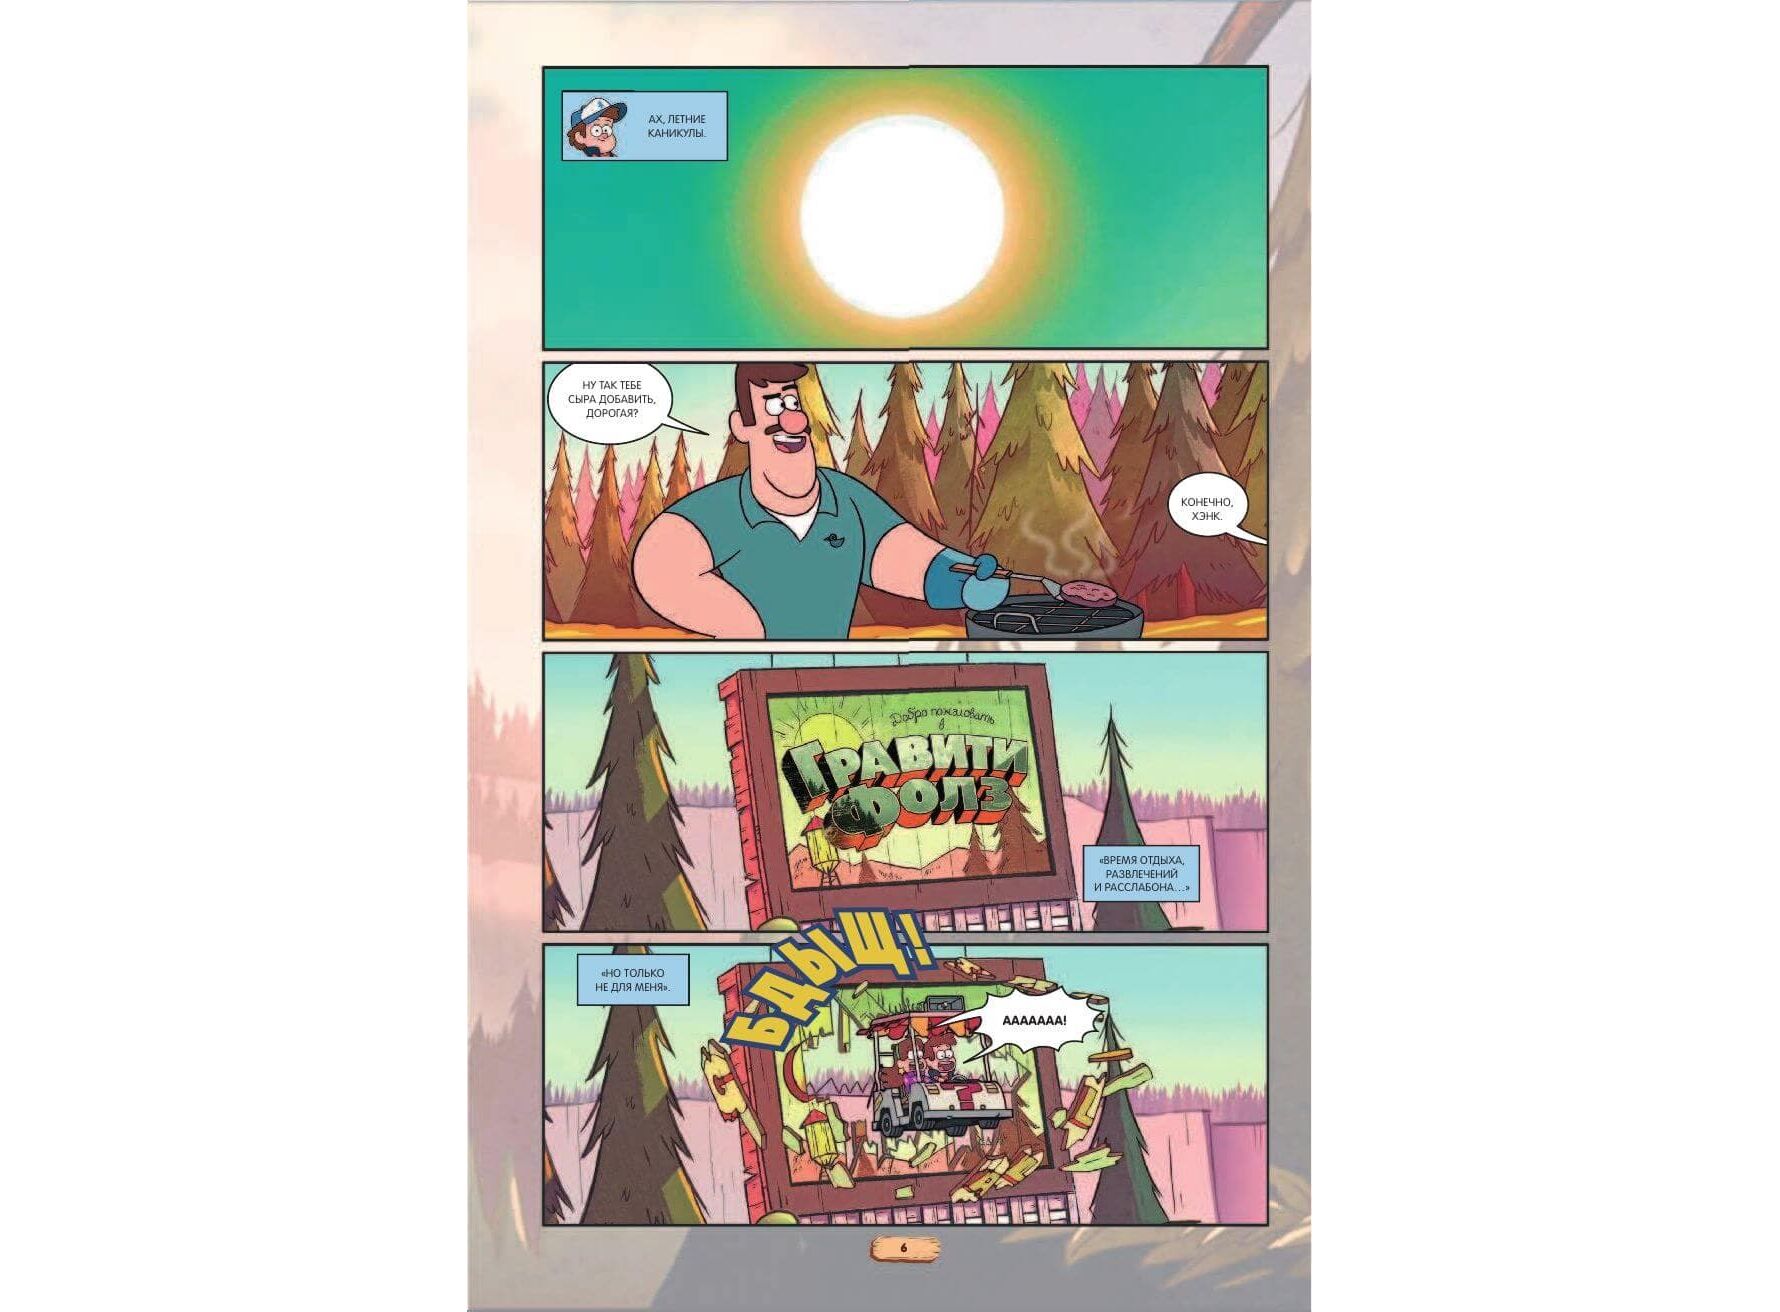 АХ, ЛЕТНИЕ
КАНИКУЛЫ.
НУ ТАК ТЕБЕ
СЫРА ДОБАВИТЬ,
ДОРОГАЯ?
КОНЕЧНО,
ХЭНК.
Добро пожаловать
в
ГРАВИТИ
ФОЛЗ
«ВРЕМЯ ОТДЫХА,
РАЗВЛЕЧЕНИЙ
И РАССЛАБОНА...»
«НО ТОЛЬКО
НЕ ДЛЯ МЕНЯ».
БДЫЩ!
ААААААА!
6